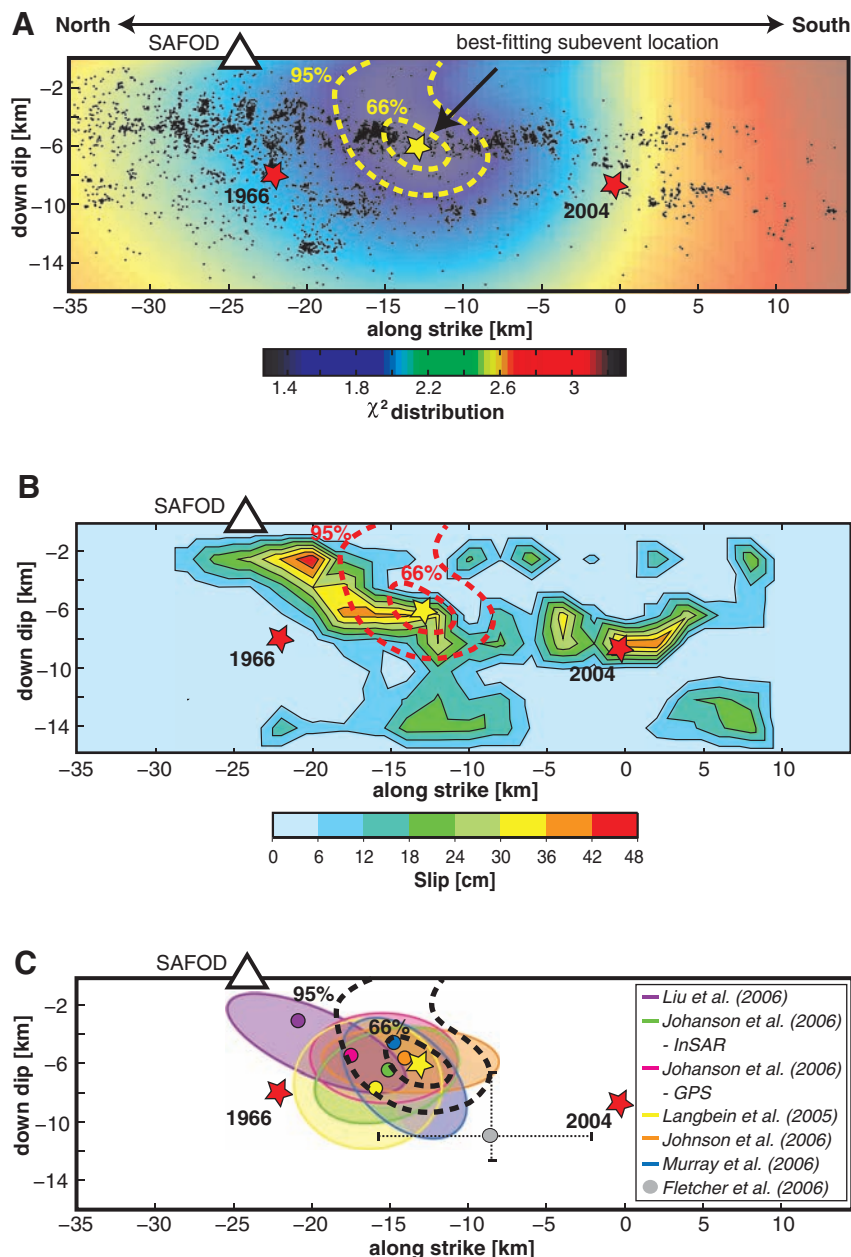 A
North
South
SAFOD
best-fitting subevent location
95%
66%
1966
2004
down dip [km]
−2
−6
−10
−14
−35 −30 −25 −20 −15 −10 −5 0 5 10
along strike [km]
1.4 1.8 2.2 2.6 3
χ² distribution
B
SAFOD
95%
66%
1966
2004
down dip [km]
−2
−6
−10
−14
−35 −30 −25 −20 −15 −10 −5 0 5 10
along strike [km]
0 6 12 18 24 30 36 42 48
Slip [cm]
C
SAFOD
95%
66%
1966
2004
down dip [km]
−2
−6
−10
−14
−35 −30 −25 −20 −15 −10 −5 0 5 10
along strike [km]
Liu et al. (2006)
Johanson et al. (2006)
- InSAR
Johanson et al. (2006)
- GPS
Langbein et al. (2005)
Johnson et al. (2006)
Murray et al. (2006)
Fletcher et al. (2006)